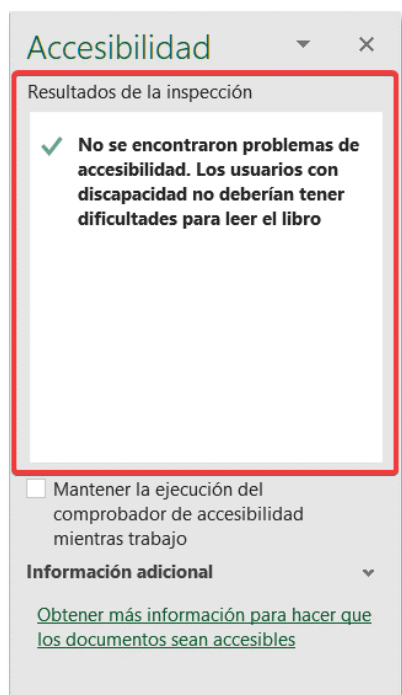 Accesibilidad
Resultados de la inspección
No se encontraron problemas de
accesibilidad. Los usuarios con
discapacidad no deberían tener
dificultades para leer el libro
Mantener la ejecución del
comprobador de accesibilidad
mientras trabajo
Información adicional
Obtener más información para hacer que
los documentos sean accesibles